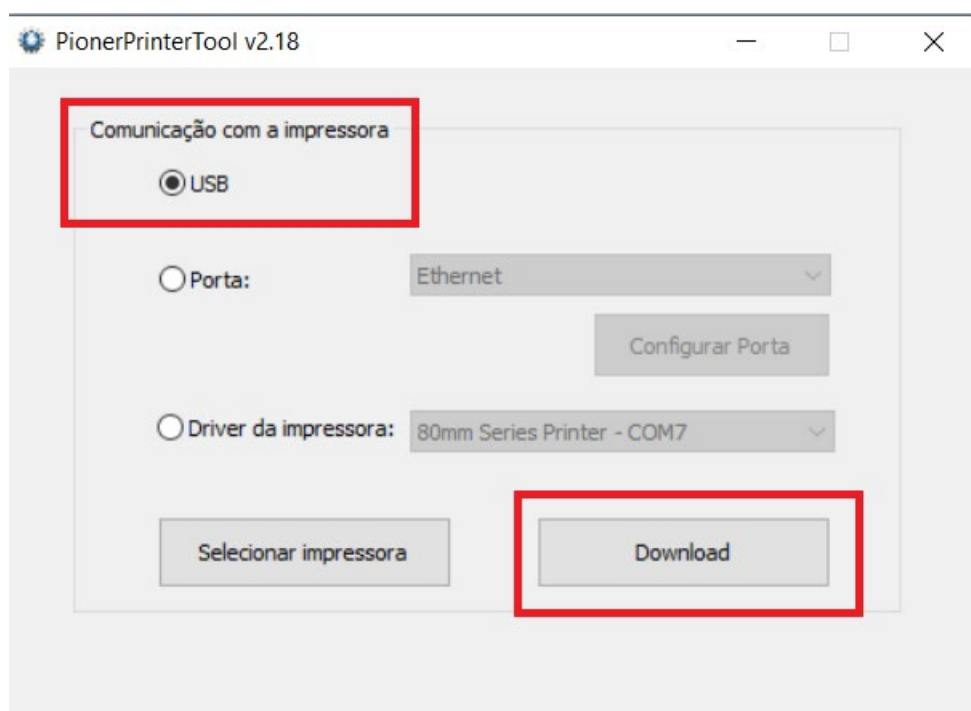 PionerPrinterTool v2.18
Comunicação com a impressora
USB
Porta:
Ethernet
Configurar Porta
Driver da impressora:
80mm Series Printer - COM7
Selecionar impressora
Download